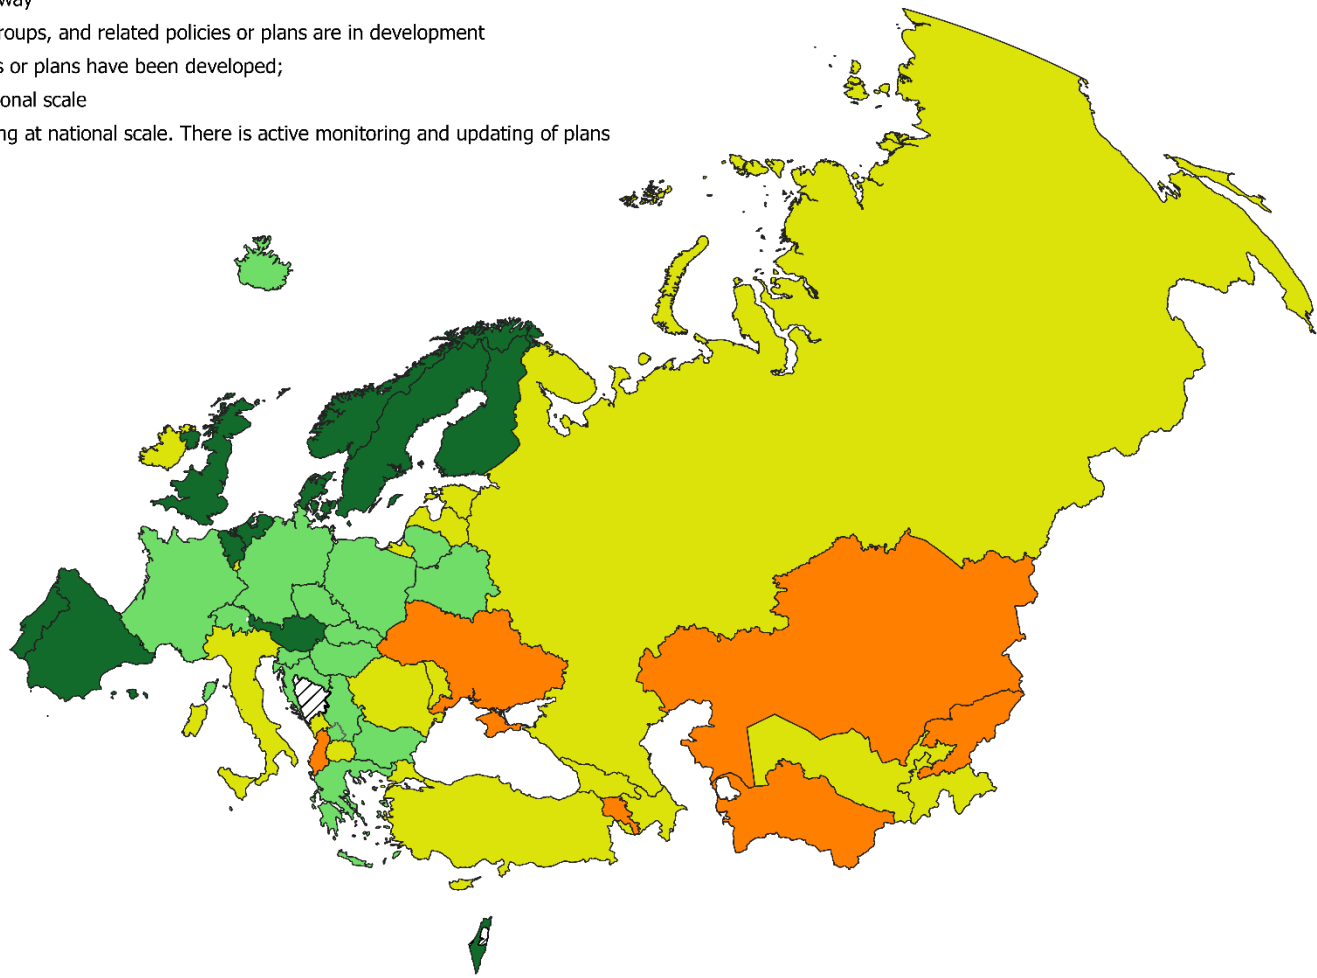 roups, and related policies or plans are in development
or plans have been developed;
onal scale
at national scale. There is active monitoring and updating of plans